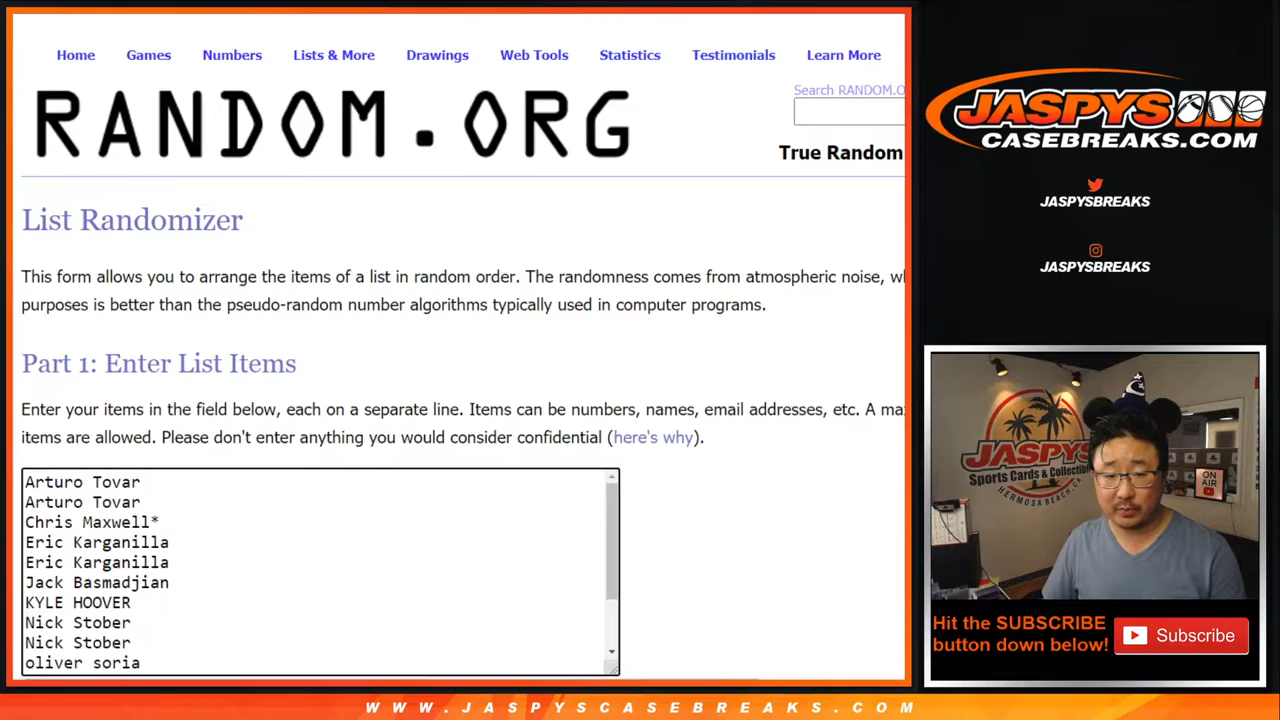 Home Games Numbers Lists & More Drawings Web Tools Statistics Testimonials Learn More
Search RANDOM.O
RANDOM.ORG
True Random
List Randomizer
This form allows you to arrange the items of a list in random order. The randomness comes from atmospheric noise, wh
purposes is better than the pseudo-random number algorithms typically used in computer programs.
Part 1: Enter List Items
Enter your items in the field below, each on a separate line. Items can be numbers, names, email addresses, etc. A ma
items are allowed. Please don't enter anything you would consider confidential (here's why).
Arturo Tovar
Arturo Tovar
Chris Maxwell*
Eric Karganilla
Eric Karganilla
Jack Basmadjian
KYLE HOOVER
Nick Stober
Nick Stober
oliver soria
JASPYS
CASEBREAKS.COM
JASPYSBREAKS
JASPYSBREAKS
JASPYS
Sports Cards & Collectibles
HERMOSA BEACH, CA
ON AIR
Hit the SUBSCRIBE
button down below!
Subscribe
WWW.JASPYSCASEBREAKS.COM